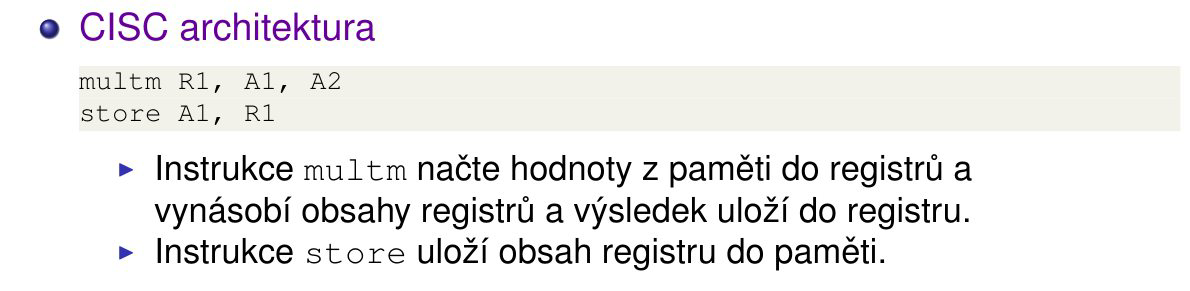 CISC architektura
multm R1, A1, A2
store A1, R1
Instrukce multm načte hodnoty z paměti do registrů a
vynásobí obsahy registrů a výsledek uloží do registru.
Instrukce store uloží obsah registru do paměti.